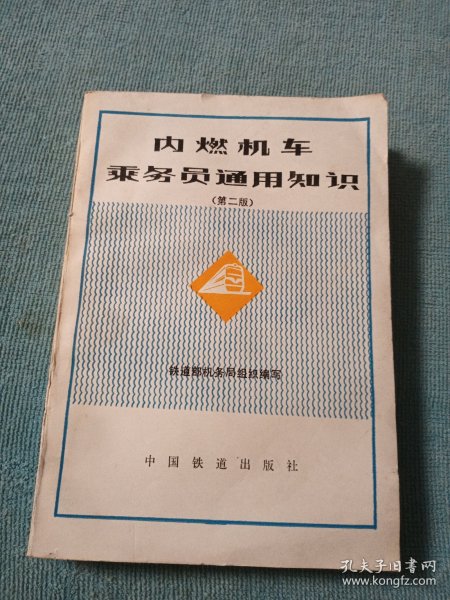 内燃机车
乘务员通用知识
(第二版)
铁道部机务局组织编写
中国铁道出版社
孔夫子旧书网
www.kongfz.com